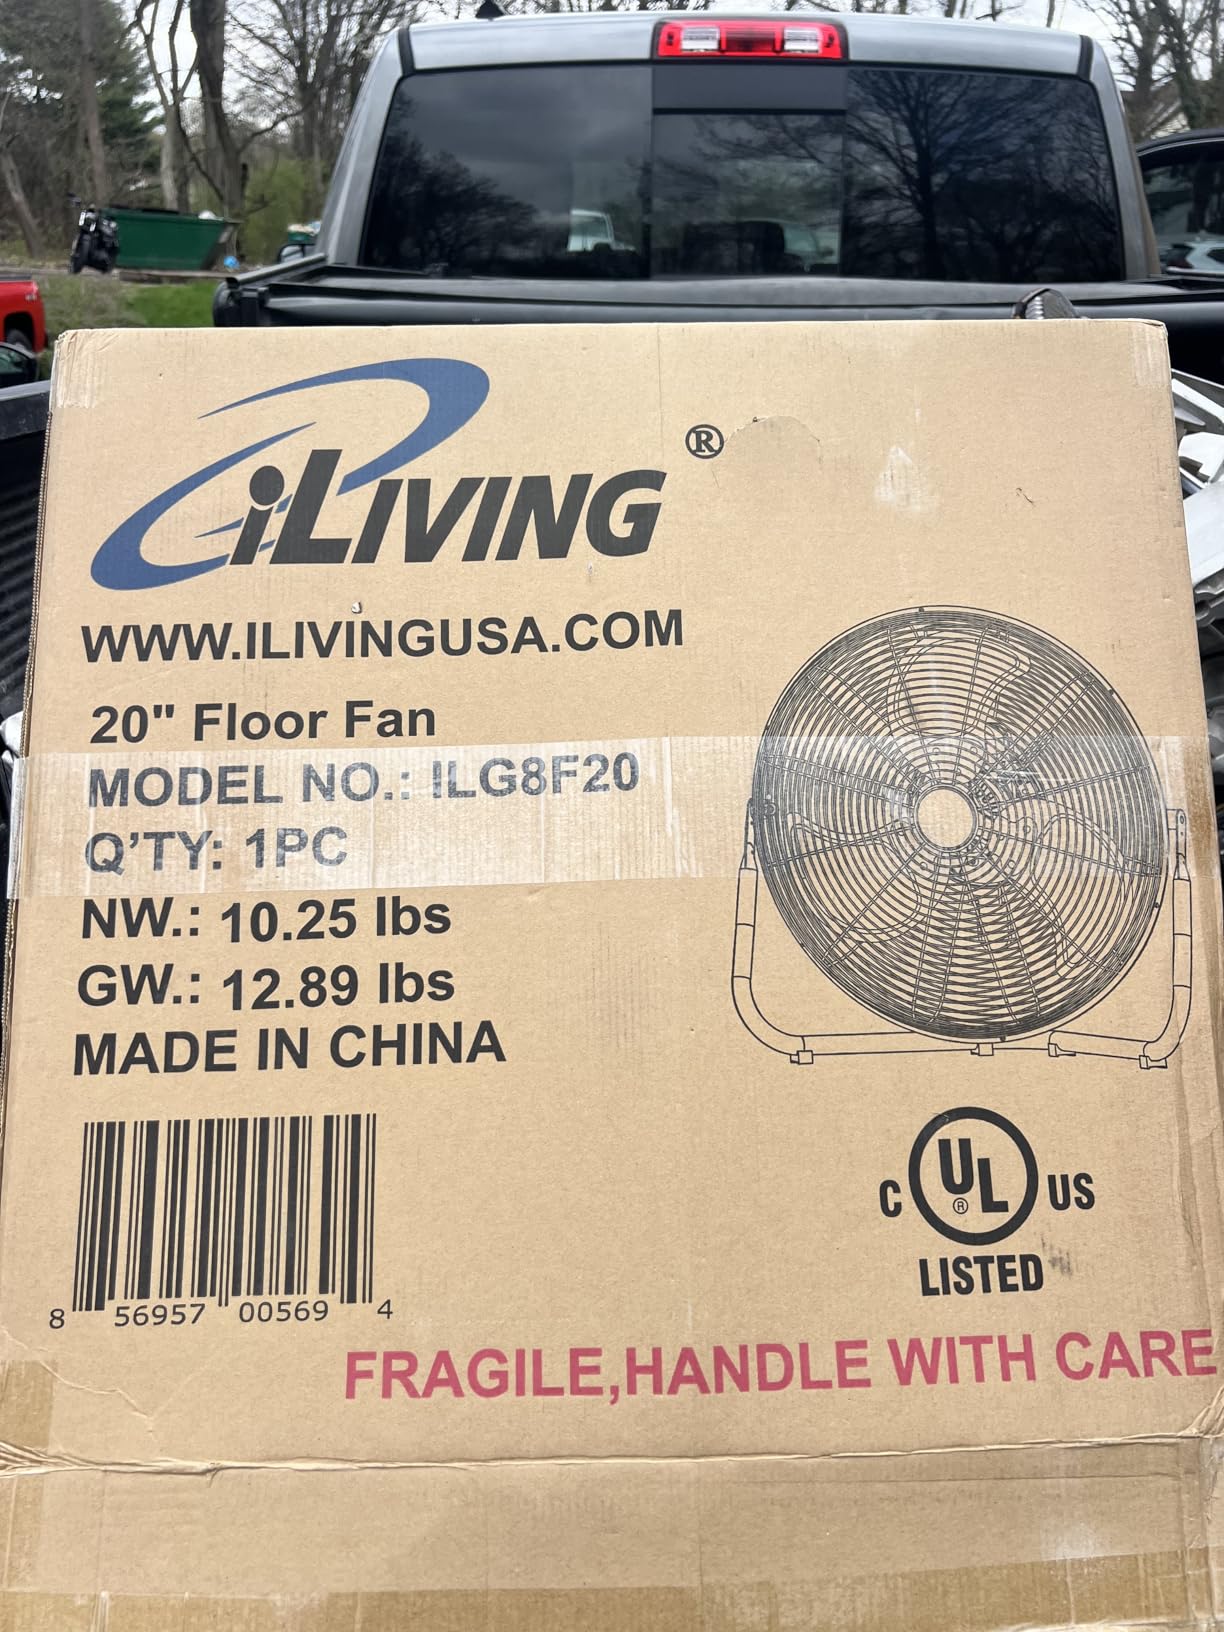 iLIVING®
WWW.ILIVINGUSA.COM
20" Floor Fan
MODEL NO.: ILG8F20
Q'TY: 1PC
NW.: 10.25 lbs
GW.: 12.89 lbs
MADE IN CHINA
8 56957 00569 4
C UL® US
LISTED
FRAGILE,HANDLE WITH CARE